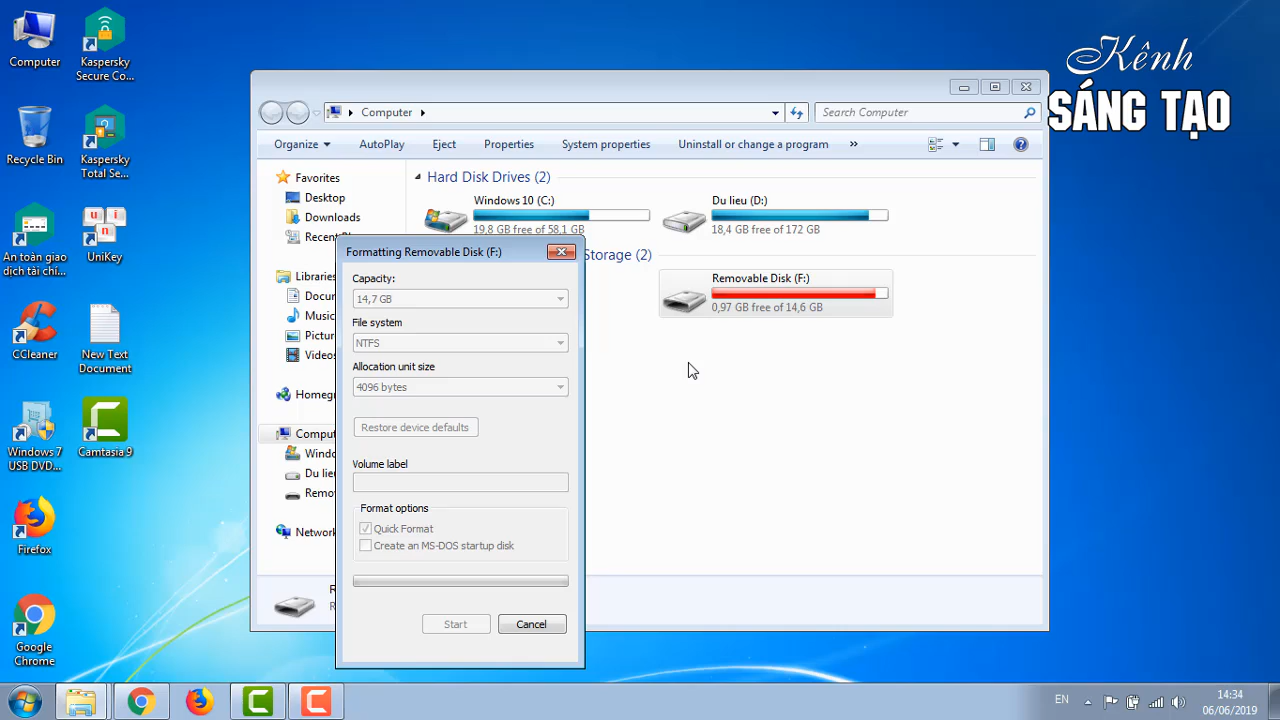 Computer
Kaspersky
Secure Co...
Recycle Bin
Kaspersky
Total Se...
An toàn giao
dịch tài chí...
UniKey
CCleaner
New Text
Document
Windows 7
USB DVD...
Camtasia 9
Firefox
Google
Chrome
Kênh
SÁNG TẠO
Computer
Search Computer
Organize
AutoPlay
Eject
Properties
System properties
Uninstall or change a program
»
Favorites
Desktop
Downloads
Libraries
Music
Videos
Network
Hard Disk Drives (2)
Windows 10 (C:)
19,8 GB free of 58,1 GB
Du lieu (D:)
18,4 GB free of 172 GB
Storage (2)
Removable Disk (F:)
0,97 GB free of 14,6 GB
Formatting Removable Disk (F:)
Capacity:
14,7 GB
File system
NTFS
Allocation unit size
4096 bytes
Restore device defaults
Volume label
Format options
Quick Format
Create an MS-DOS startup disk
Start
Cancel
EN
14:34
06/06/2019